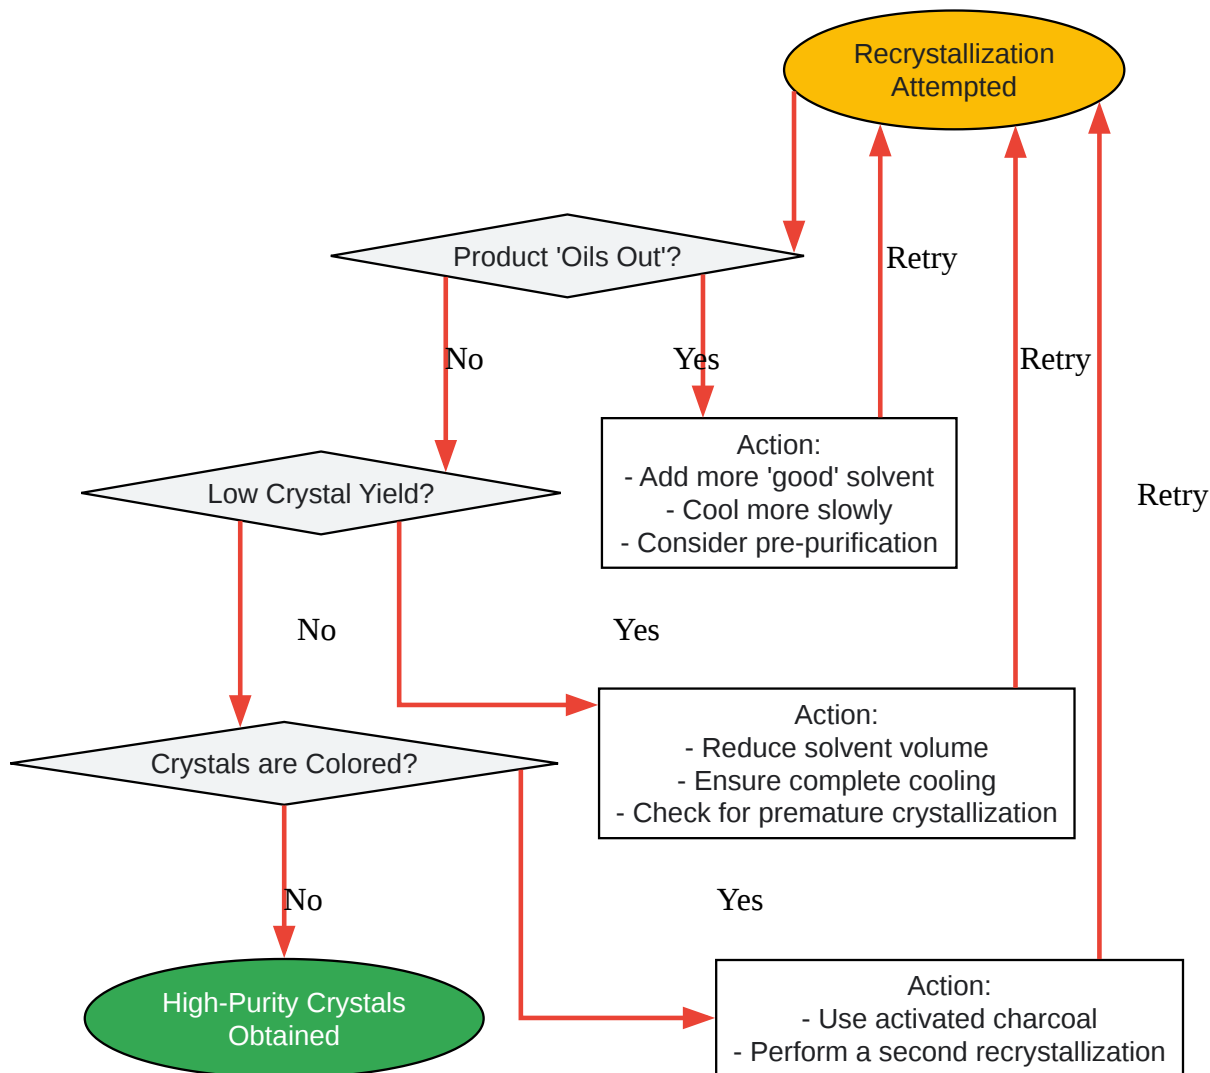 Recrystallization
Attempted
Product 'Oils Out'?
Retry
No
Yes
Retry
Action:
- Add more 'good' solvent
- Cool more slowly
- Consider pre-purification
Low Crystal Yield?
Retry
No
Yes
Action:
- Reduce solvent volume
- Ensure complete cooling
- Check for premature crystallization
Crystals are Colored?
No
Yes
High-Purity Crystals
Obtained
Action:
- Use activated charcoal
- Perform a second recrystallization